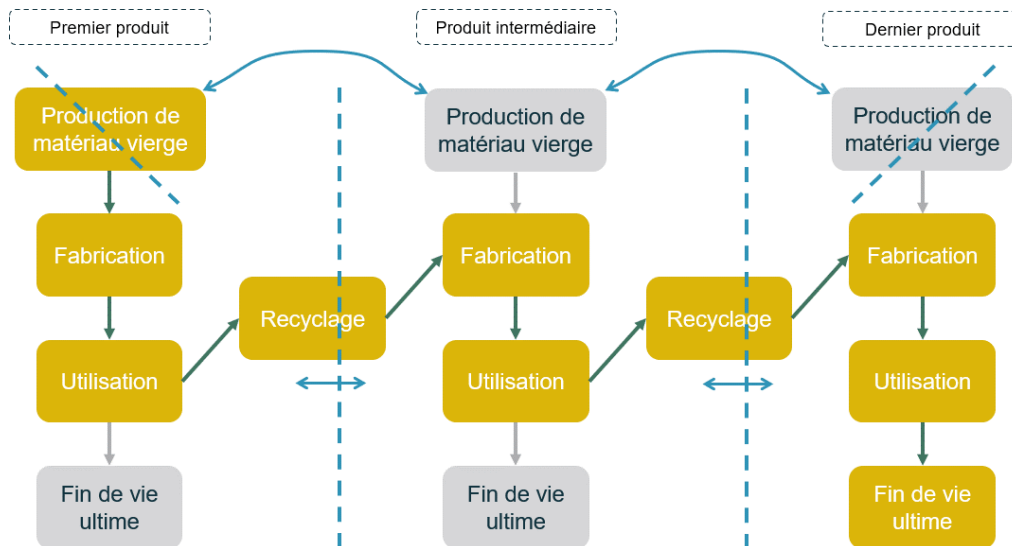 Premier produit
Produit intermédiaire
Dernier produit
Production de
matériau vierge
Production de
matériau vierge
Production de
matériau vierge
Fabrication
Fabrication
Fabrication
Recyclage
Recyclage
Utilisation
Utilisation
Utilisation
Fin de vie
ultime
Fin de vie
ultime
Fin de vie
ultime